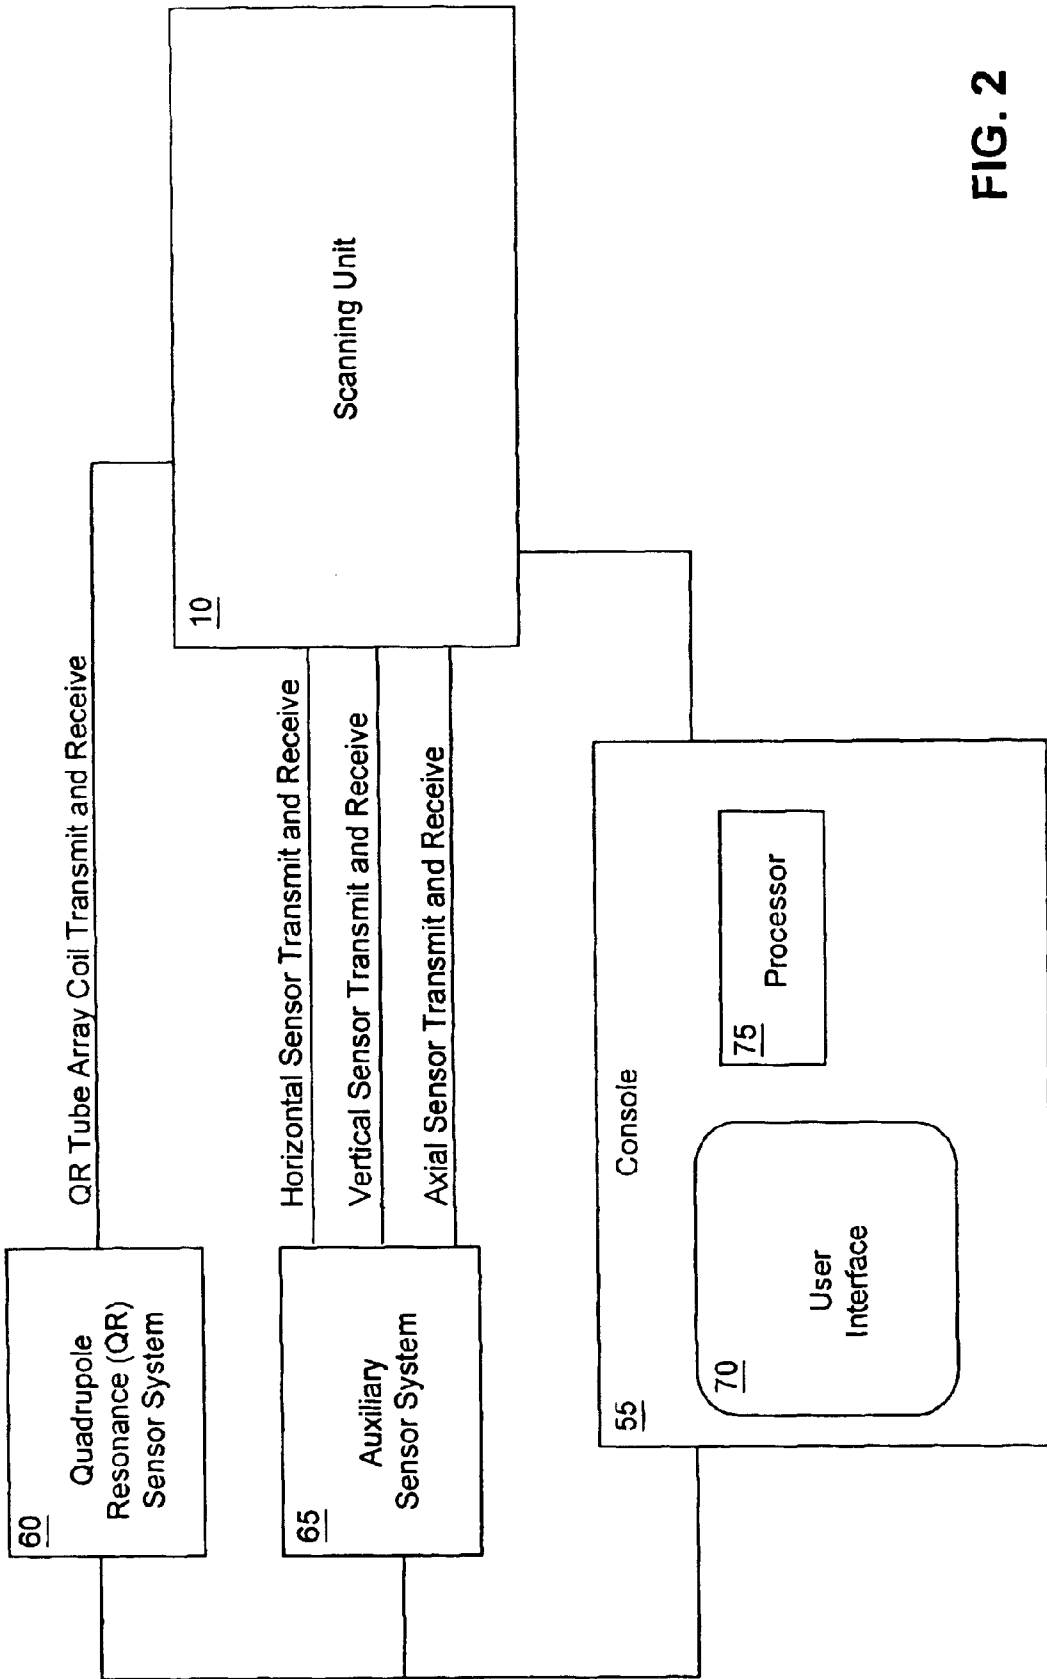 60
Quadrupole
Resonance (QR)
Sensor System
QR Tube Array Coil Transmit and Receive
65
Auxiliary
Sensor System
Horizontal Sensor Transmit and Receive
Vertical Sensor Transmit and Receive
Axial Sensor Transmit and Receive
10
Scanning Unit
55
Console
70
User
Interface
75
Processor
FIG. 2